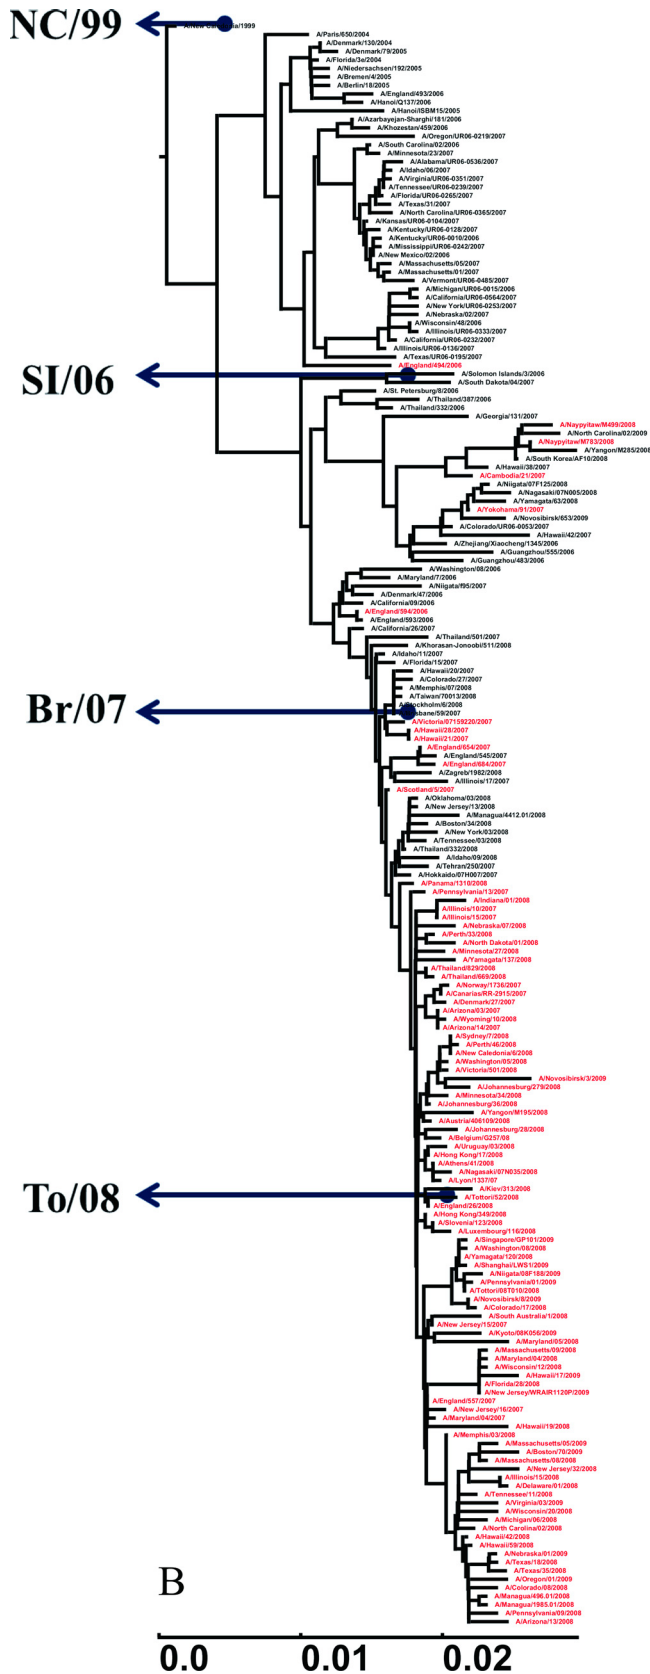 NC/99
A/New Caledonia/1999
A/Paris/650/2004
A/Denmark/130/2004
A/Denmark/79/2005
A/Florida/3e/2004
A/Niedersachsen/192/2005
A/Bremen/4/2005
A/Berlin/18/2005
A/England/493/2006
A/Hanoi/Q137/2006
A/Hanoi/ISBM15/2005
A/Azarbayejan-Sharghi/181/2006
A/Khozestan/459/2006
A/Oregon/UR06-0219/2007
A/South Carolina/02/2006
A/Minnesota/23/2007
A/Alabama/UR06-0536/2007
A/Idaho/06/2007
A/Virginia/UR06-0351/2007
A/Tennessee/UR06-0239/2007
A/Florida/UR06-0265/2007
A/Texas/31/2007
A/North Carolina/UR06-0365/2007
A/Kansas/UR06-0104/2007
A/Kentucky/UR06-0128/2007
A/Kentucky/UR06-0010/2006
A/Mississippi/UR06-0242/2007
A/New Mexico/02/2006
A/Massachusetts/05/2007
A/Massachusetts/01/2007
A/Vermont/UR06-0485/2007
A/Michigan/UR06-0015/2006
A/California/UR06-0564/2007
A/New York/UR06-0253/2007
A/Nebraska/02/2007
A/Wisconsin/48/2006
A/Illinois/UR06-0333/2007
A/California/UR06-0232/2007
A/Illinois/UR06-0136/2007
A/Texas/UR06-0195/2007
A/England/494/2006
SI/06
A/Solomon Islands/3/2006
A/South Dakota/04/2007
A/St. Petersburg/8/2006
A/Thailand/387/2006
A/Thailand/332/2006
A/Georgia/131/2007
A/Naypyitaw/M499/2008
A/North Carolina/02/2009
A/Naypyitaw/M783/2008
A/Yangon/M285/2008
A/South Korea/AF10/2008
A/Hawaii/38/2007
A/Cambodia/21/2007
A/Niigata/07F125/2008
A/Nagasaki/07N005/2008
A/Yamagata/63/2008
A/Yokohama/91/2007
A/Novosibirsk/653/2009
A/Colorado/UR06-0053/2007
A/Hawaii/42/2007
A/Zhejiang/Xiaocheng/1345/2006
A/Guangzhou/555/2006
A/Guangzhou/483/2006
A/Washington/08/2006
A/Maryland/7/2006
A/Niigata/f95/2007
A/Denmark/47/2006
A/California/09/2006
A/England/594/2006
A/England/593/2006
A/California/26/2007
A/Thailand/501/2007
A/Khorasan-Jonoobi/511/2008
A/Idaho/11/2007
A/Florida/15/2007
A/Hawaii/20/2007
A/Colorado/27/2007
A/Memphis/07/2008
A/Taiwan/70013/2008
A/Stockholm/6/2008
Br/07
A/Brisbane/59/2007
A/Victoria/07159220/2007
A/Hawaii/28/2007
A/Hawaii/21/2007
A/England/654/2007
A/England/545/2007
A/England/684/2007
A/Zagreb/1982/2008
A/Illinois/17/2007
A/Scotland/5/2007
A/Oklahoma/03/2008
A/New Jersey/13/2008
A/Managua/4412.01/2008
A/Boston/34/2008
A/New York/03/2008
A/Tennessee/03/2008
A/Thailand/332/2008
A/Idaho/09/2008
A/Tehran/250/2007
A/Hokkaido/07H007/2007
A/Panama/1310/2008
A/Pennsylvania/13/2007
A/Indiana/01/2008
A/Illinois/10/2007
A/Illinois/15/2007
A/Nebraska/07/2008
A/Perth/33/2008
A/North Dakota/01/2008
A/Minnesota/27/2008
A/Yamagata/137/2008
A/Thailand/829/2008
A/Thailand/669/2008
A/Norway/1736/2007
A/Canarias/RR-2915/2007
A/Denmark/27/2007
A/Arizona/03/2007
A/Wyoming/10/2008
A/Arizona/14/2007
A/Sydney/7/2008
A/Perth/46/2008
A/New Caledonia/6/2008
A/Washington/05/2008
A/Victoria/501/2008
A/Novosibirsk/3/2009
A/Johannesburg/279/2008
A/Minnesota/34/2008
A/Johannesburg/36/2008
A/Yangon/M195/2008
A/Austria/406109/2008
A/Johannesburg/28/2008
A/Belgium/G257/08
A/Uruguay/03/2008
A/Hong Kong/17/2008
A/Athens/41/2008
A/Nagasaki/07N035/2008
A/Lyon/1337/07
A/Kiev/313/2008
To/08
A/Tottori/52/2008
A/England/26/2008
A/Hong Kong/349/2008
A/Slovenia/123/2008
A/Luxembourg/116/2008
A/Singapore/GP101/2009
A/Washington/08/2008
A/Yamagata/120/2008
A/Shanghai/LWS1/2009
A/Niigata/08F188/2009
A/Pennsylvania/01/2009
A/Tottori/08T010/2008
A/Novosibirsk/8/2009
A/Colorado/17/2008
A/South Australia/1/2008
A/New Jersey/15/2007
A/Kyoto/08K056/2009
A/Maryland/05/2008
A/Massachusetts/09/2008
A/Maryland/04/2008
A/Wisconsin/12/2008
A/Hawaii/17/2009
A/Florida/28/2008
A/New Jersey/WRAIR1120P/2009
A/England/557/2007
A/New Jersey/16/2007
A/Maryland/04/2007
A/Hawaii/19/2008
A/Memphis/03/2008
A/Massachusetts/05/2009
A/Boston/70/2009
A/Massachusetts/08/2008
A/New Jersey/32/2008
A/Illinois/15/2008
A/Delaware/01/2008
A/Tennessee/11/2008
A/Virginia/03/2009
A/Wisconsin/20/2008
A/Michigan/06/2008
A/North Carolina/02/2008
A/Hawaii/42/2008
A/Hawaii/59/2008
A/Nebraska/01/2009
A/Texas/18/2008
A/Texas/35/2008
A/Oregon/01/2009
A/Colorado/08/2008
A/Managua/496.01/2008
A/Managua/1985.01/2008
A/Pennsylvania/09/2008
A/Arizona/13/2008
B
0.0 0.01 0.02